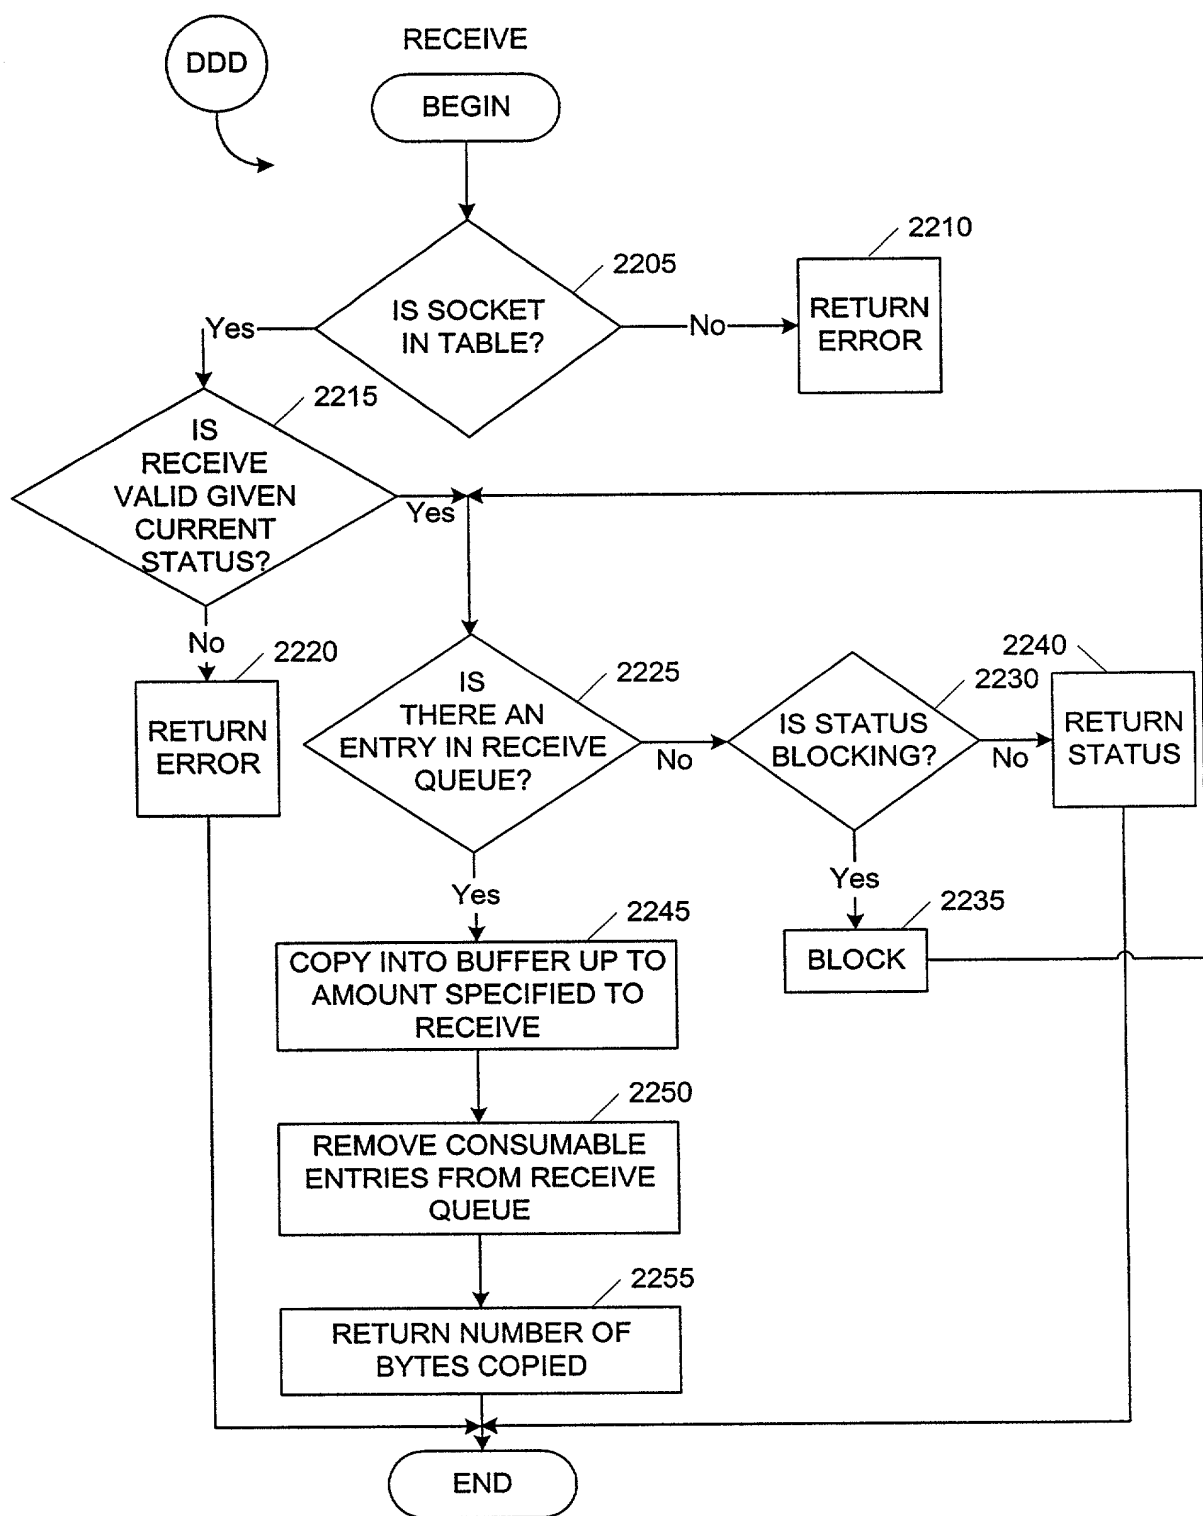 DDD
RECEIVE
BEGIN
2205
2210
IS SOCKET
IN TABLE?
RETURN
ERROR
Yes
No
2215
IS
RECEIVE
VALID GIVEN
CURRENT
STATUS?
Yes
No
2220
RETURN
ERROR
2225
IS
THERE AN
ENTRY IN RECEIVE
QUEUE?
No
Yes
2230
IS STATUS
BLOCKING?
No
Yes
2240
RETURN
STATUS
2235
BLOCK
2245
COPY INTO BUFFER UP TO
AMOUNT SPECIFIED TO
RECEIVE
2250
REMOVE CONSUMABLE
ENTRIES FROM RECEIVE
QUEUE
2255
RETURN NUMBER OF
BYTES COPIED
END